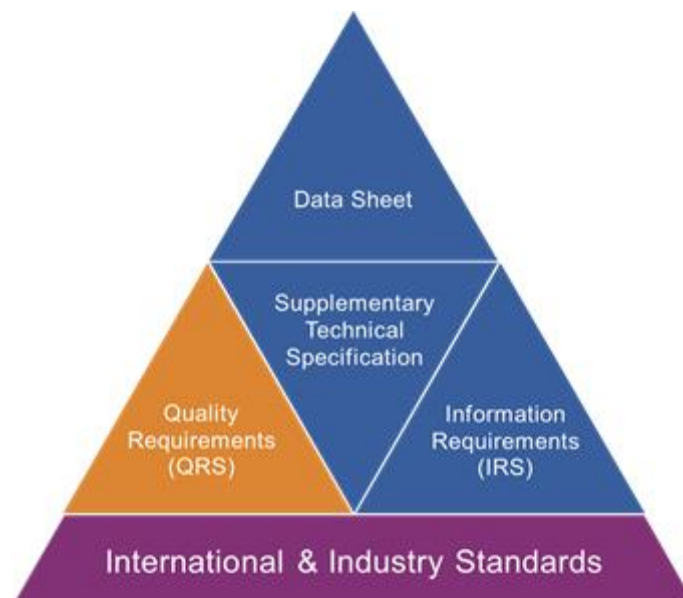 Data Sheet
Supplementary
Technical
Specification
Quality
Requirements
(QRS)
Information
Requirements
(IRS)
International & Industry Standards